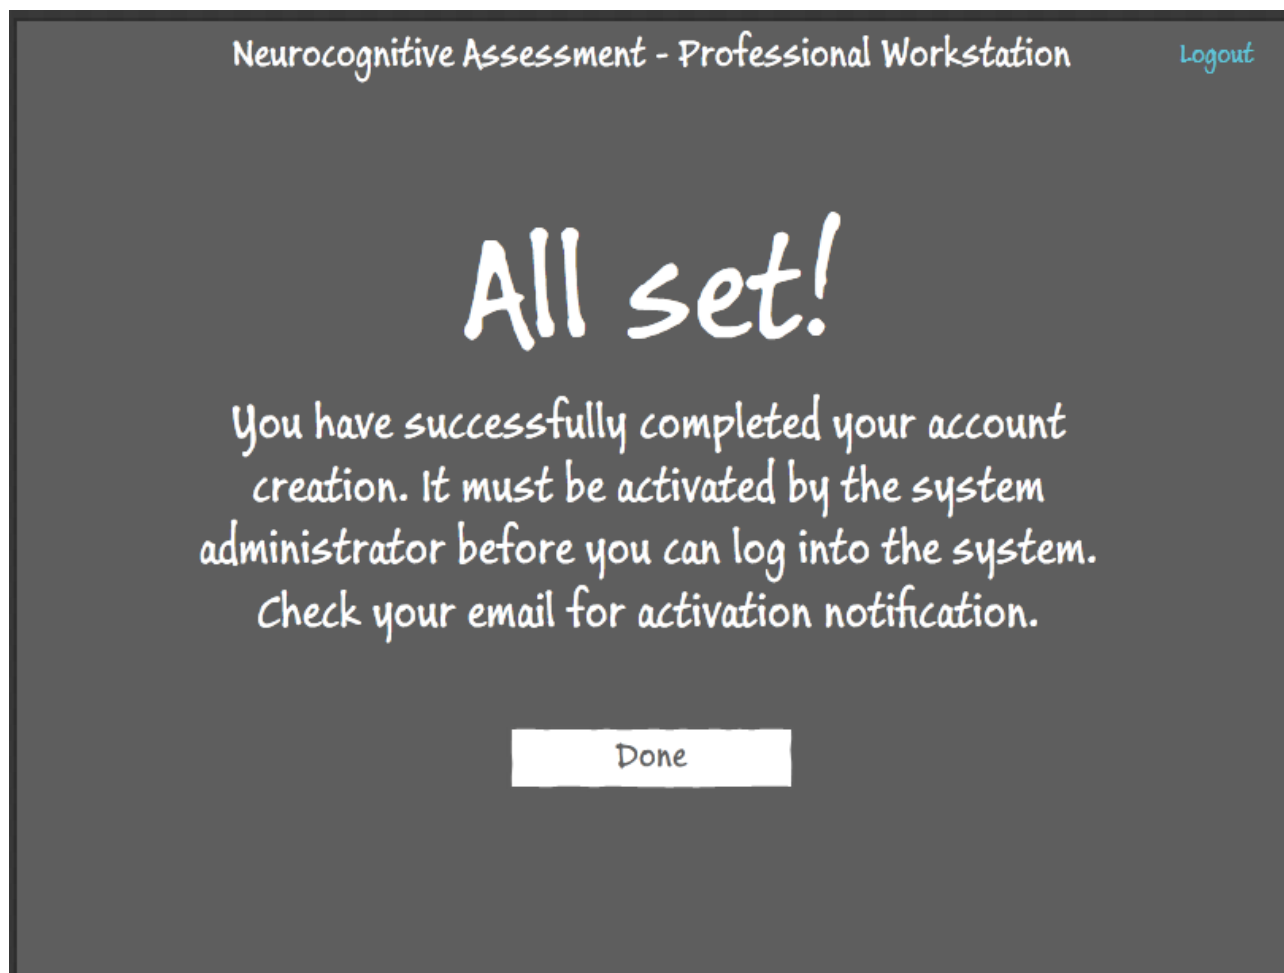 Neurocognitive Assessment - Professional Workstation
Logout
All set!
You have successfully completed your account
creation. It must be activated by the system
administrator before you can log into the system.
Check your email for activation notification.
Done